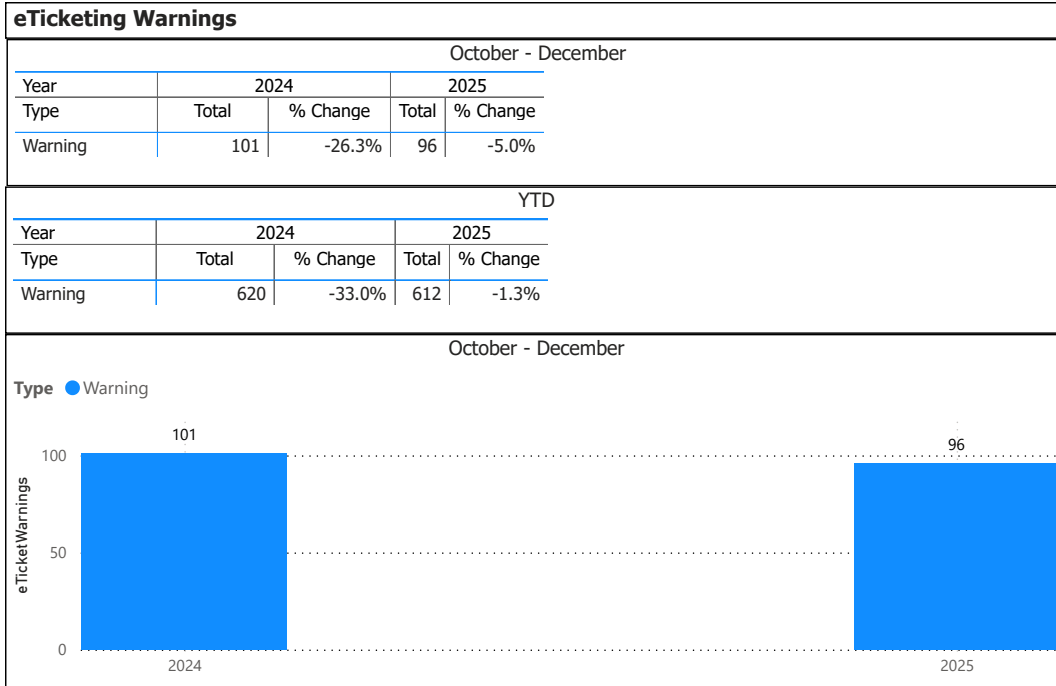 eTicketing Warnings
October - December
Year 2024 2025
Type Total % Change Total % Change
Warning 101 -26.3% 96 -5.0%
YTD
Year 2024 2025
Type Total % Change Total % Change
Warning 620 -33.0% 612 -1.3%
October - December
Type Warning
101
96
100
50
0
eTicketWarnings
2024 2025